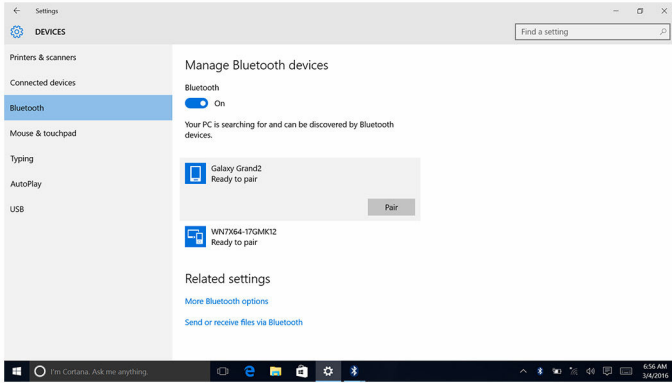 Settings
DEVICES
Find a setting
Printers & scanners
Connected devices
Bluetooth
Mouse & touchpad
Typing
AutoPlay
USB
Manage Bluetooth devices
Bluetooth
On
Your PC is searching for and can be discovered by Bluetooth
devices.
Galaxy Grand2
Ready to pair
Pair
WN7X64-17GMK12
Ready to pair
Related settings
More Bluetooth options
Send or receive files via Bluetooth
I'm Cortana. Ask me anything.
6:56 AM
3/4/2016